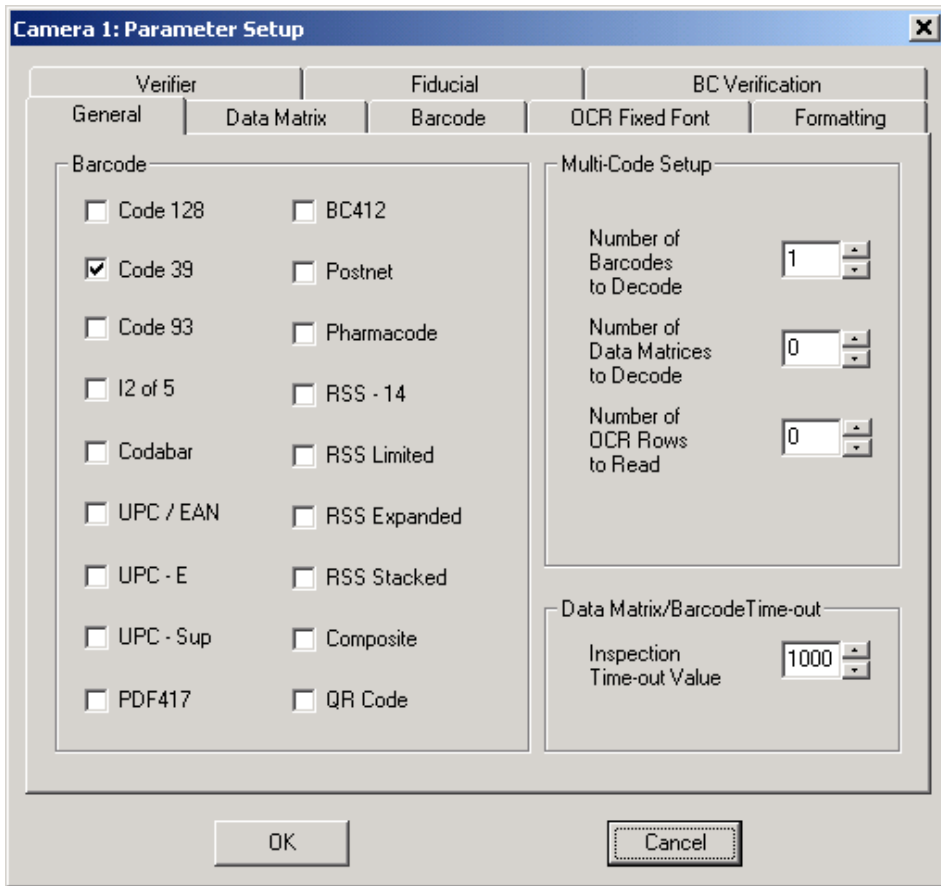 Camera 1: Parameter Setup
Verifier
Fiducial
BC Verification
General
Data Matrix
Barcode
OCR Fixed Font
Formatting
Barcode
Code 128
Code 39
Code 93
I2 of 5
Codabar
UPC / EAN
UPC - E
UPC - Sup
PDF417
BC412
Postnet
Pharmacode
RSS - 14
RSS Limited
RSS Expanded
RSS Stacked
Composite
QR Code
Multi-Code Setup
Number of
Barcodes
to Decode
1
Number of
Data Matrices
to Decode
0
Number of
OCR Rows
to Read
0
Data Matrix/BarcodeTime-out
Inspection
Time-out Value
1000
OK
Cancel